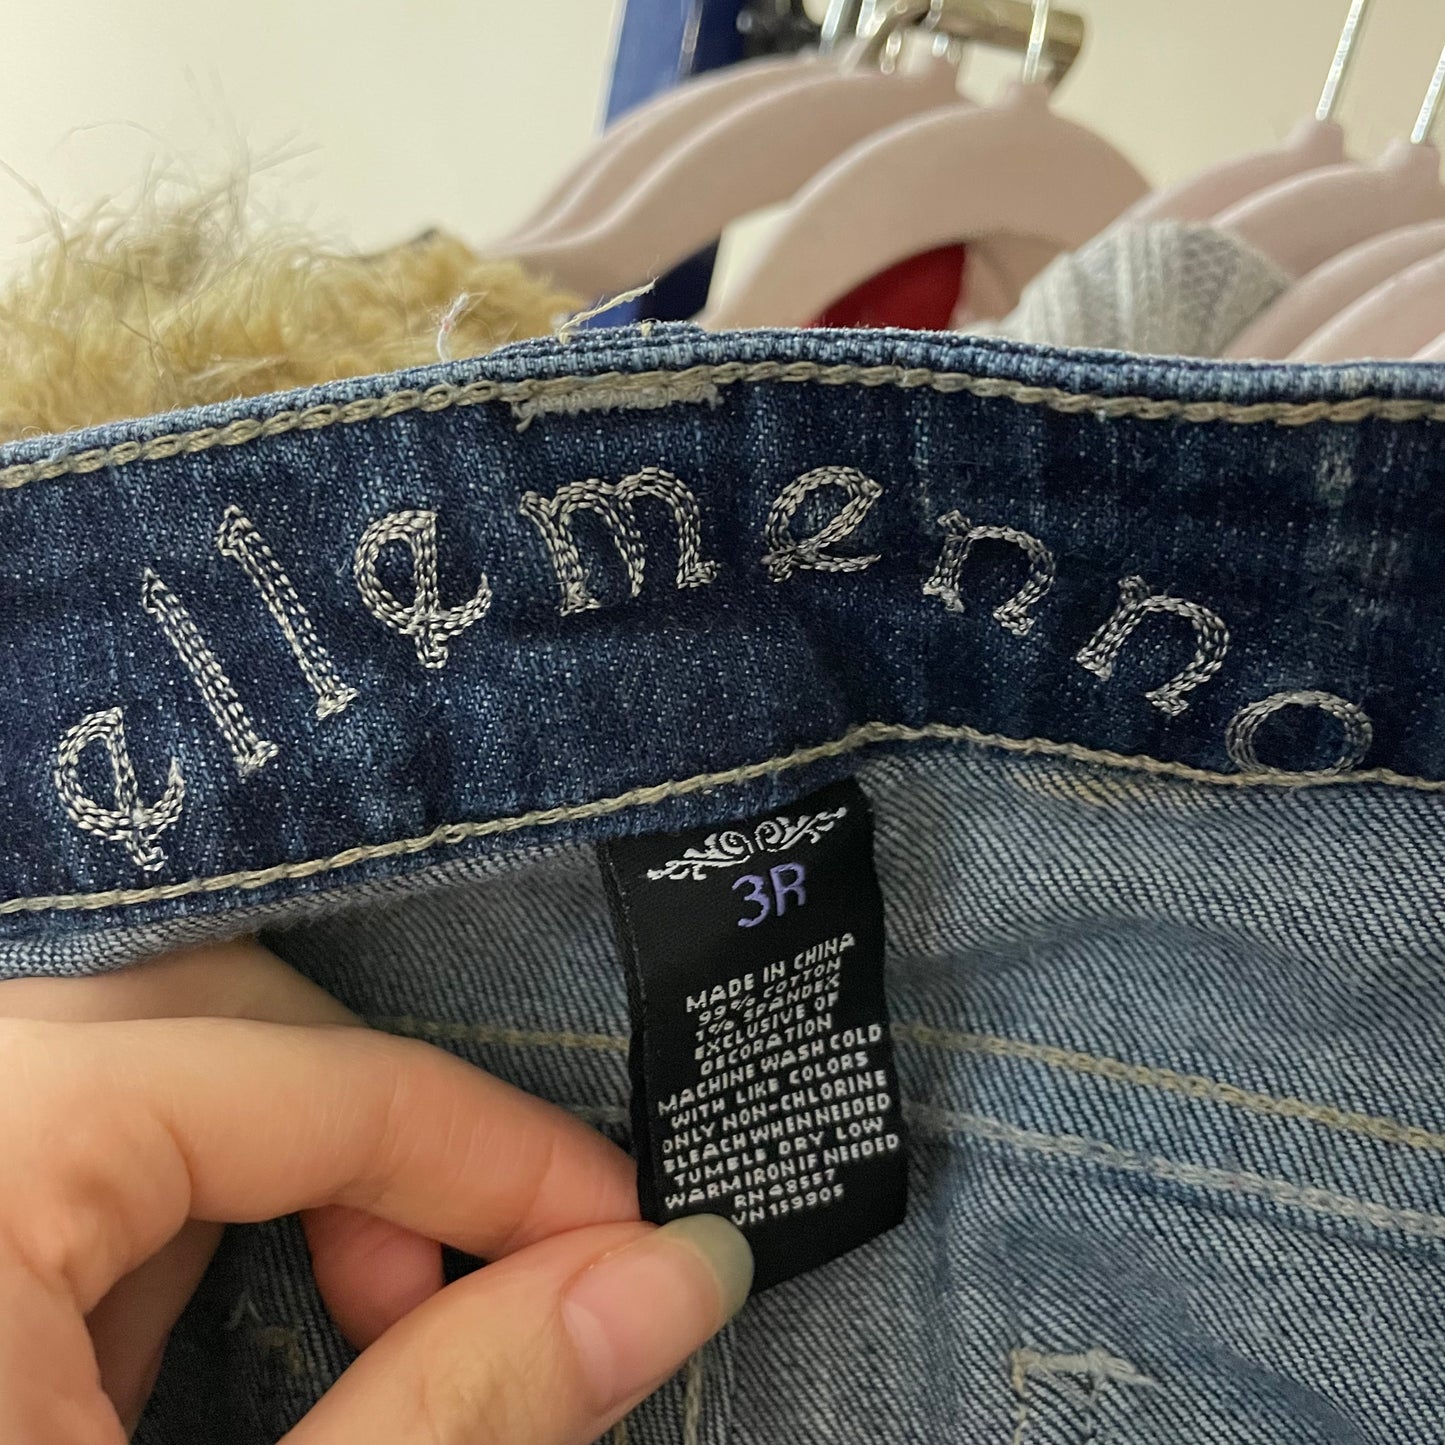 ellemenno
3R
MADE IN CHINA
99% COTTON
1% SPANDEX
EXCLUSIVE OF
DECORATION
MACHINE WASH COLD
WITH LIKE COLORS
ONLY NON-CHLORINE
BLEACH WHEN NEEDED
TUMBLE DRY LOW
WARM IRON IF NEEDED
RN 48557
VN 159905